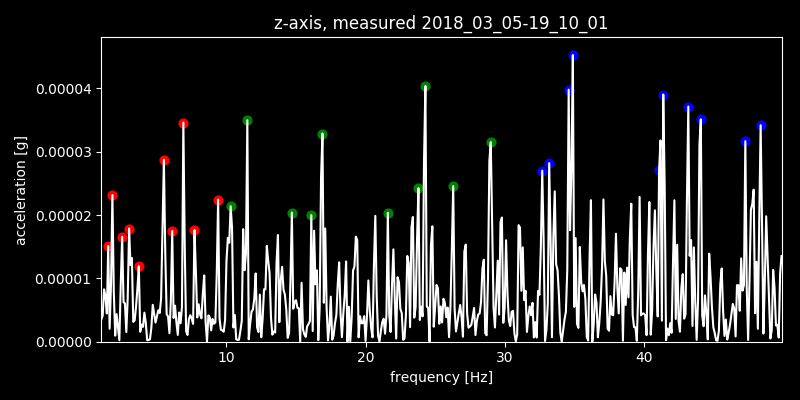 z-axis, measured 2018_03_05-19_10_01
0.00004
0.00003
0.00002
0.00001
0.00000
acceleration [g]
10 20 30 40
frequency [Hz]